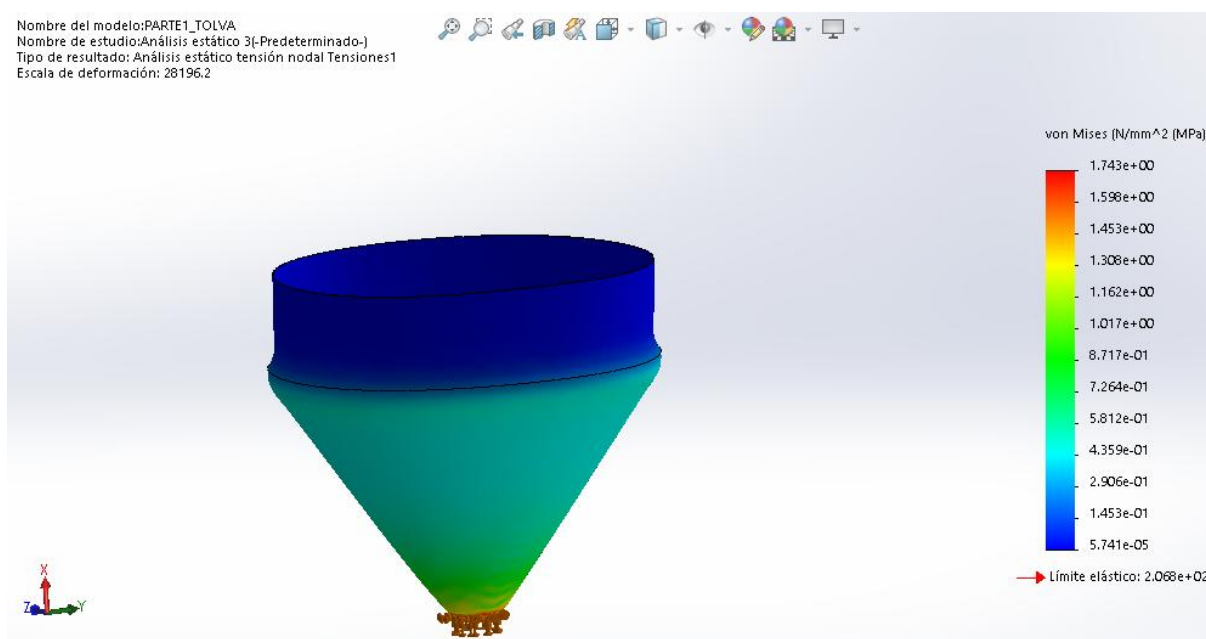 Nombre del modelo:PARTE1_TOLVA
Nombre de estudio:Análisis estático 3(-Predeterminado-)
Tipo de resultado: Análisis estático tensión nodal Tensiones1
Escala de deformación: 28196.2
von Mises (N/mm^2 (MPa)
1.743e+00
1.598e+00
1.453e+00
1.308e+00
1.162e+00
1.017e+00
8.717e-01
7.264e-01
5.812e-01
4.359e-01
2.906e-01
1.453e-01
5.741e-05
Límite elástico: 2.068e+02
X
Z
Y